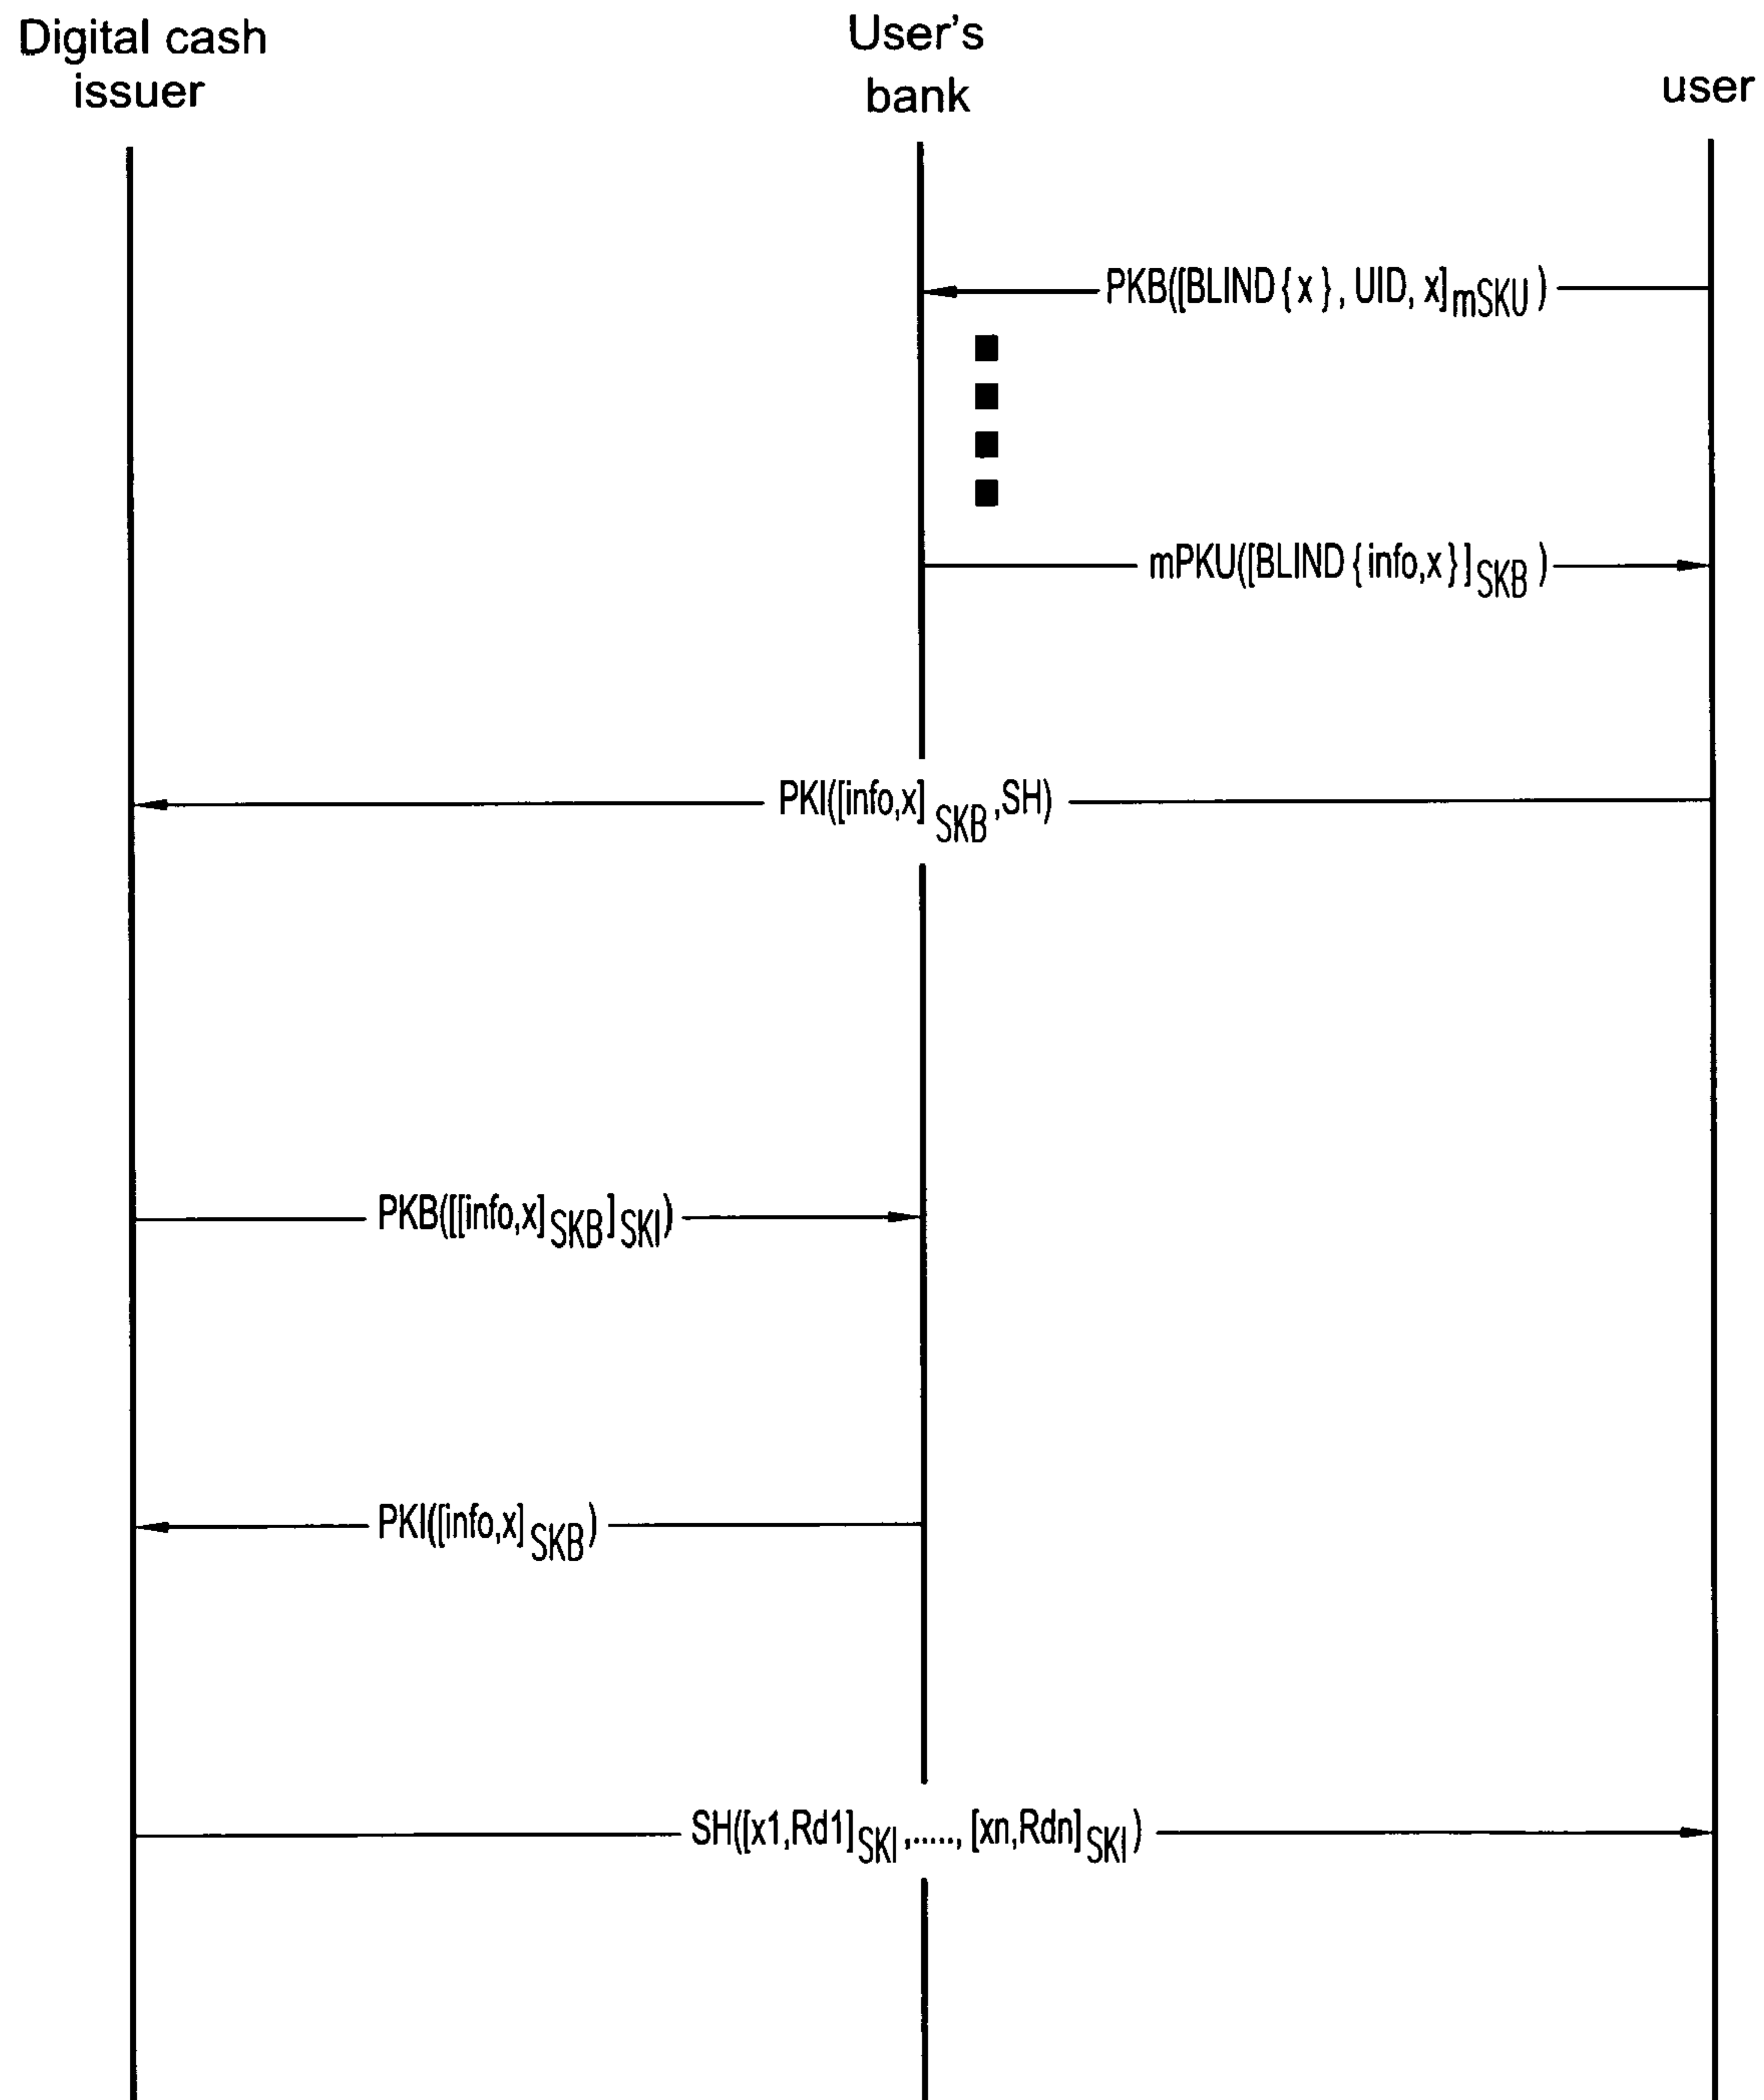 Digital cash
issuer
User's
bank
user
PKB([BLIND{x}, UID, x]mSKU)
mPKU([BLIND{info,x}]SKB)
PKI([info,x]SKB,SH)
PKB([[info,x]SKB]SKI)
PKI([info,x]SKB)
SH([x1,Rd1]SKI,....., [xn,Rdn]SKI)